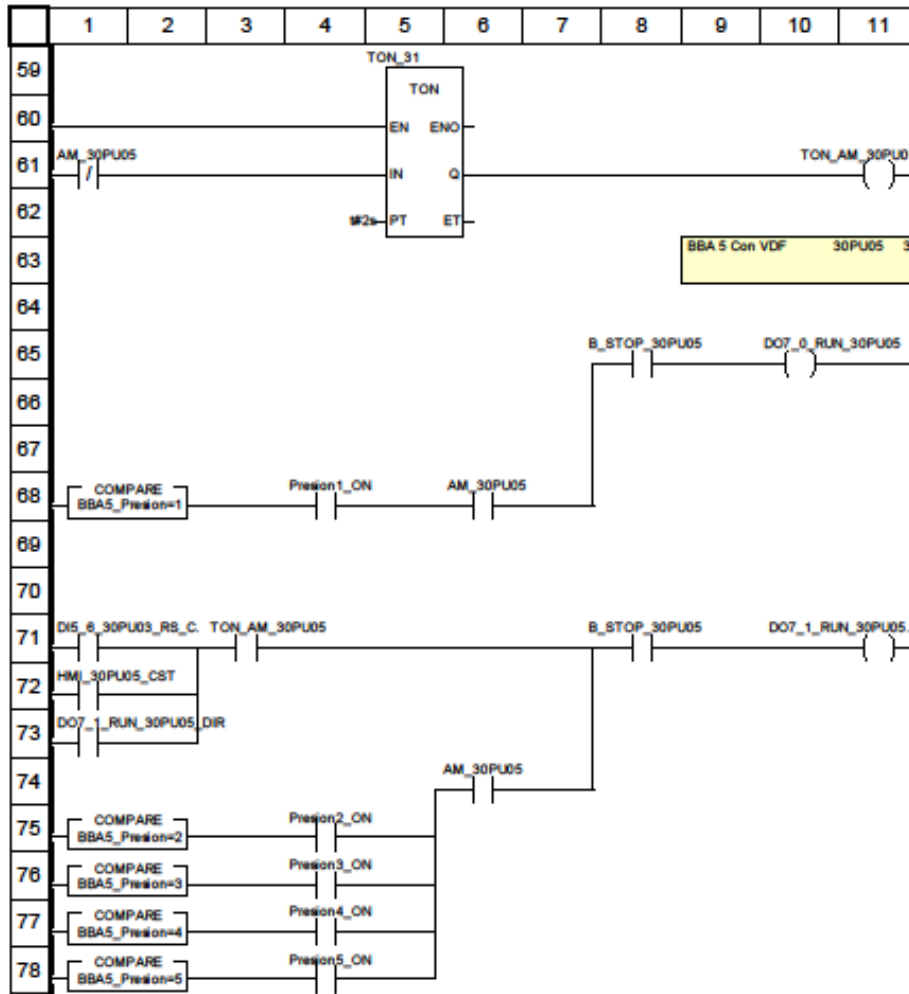 1 2 3 4 5 6 7 8 9 10 11
59
TON_31
TON
60
EN ENO
61
AM_30PU05
/
IN Q
TON_AM_30PU0
62
t#2s PT ET
63
BBA 5 Con VDF 30PU05 3
64
65
B_STOP_30PU05 DO7_0_RUN_30PU05
66
67
68
COMPARE
BBA5_Presion=1
Presion1_ON AM_30PU05
69
70
71
DI5_6_30PU03_RS_C. TON_AM_30PU05 B_STOP_30PU05 DO7_1_RUN_30PU05.
72
HMI_30PU05_CST
73
DO7_1_RUN_30PU05_DIR
74
AM_30PU05
75
COMPARE
BBA5_Presion=2
Presion2_ON
76
COMPARE
BBA5_Presion=3
Presion3_ON
77
COMPARE
BBA5_Presion=4
Presion4_ON
78
COMPARE
BBA5_Presion=5
Presion5_ON